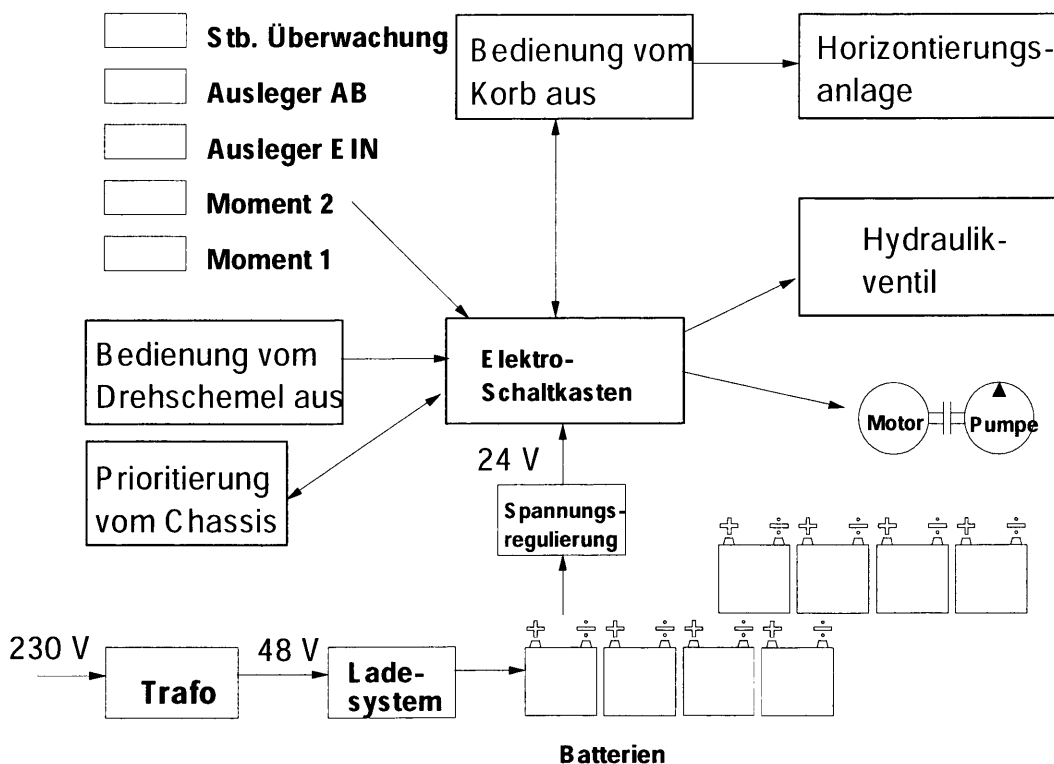 Stb. Überwachung
Ausleger AB
Ausleger EIN
Moment 2
Moment 1
Bedienung vom
Korb aus
Horizontierungs-
anlage
Hydraulik-
ventil
Bedienung vom
Drehschemel aus
Elektro-
Schaltkasten
Motor
Pumpe
Prioritierung
vom Chassis
24 V
Spannungs-
regulierung
230 V
Trafo
48 V
Lade-
system
Batterien